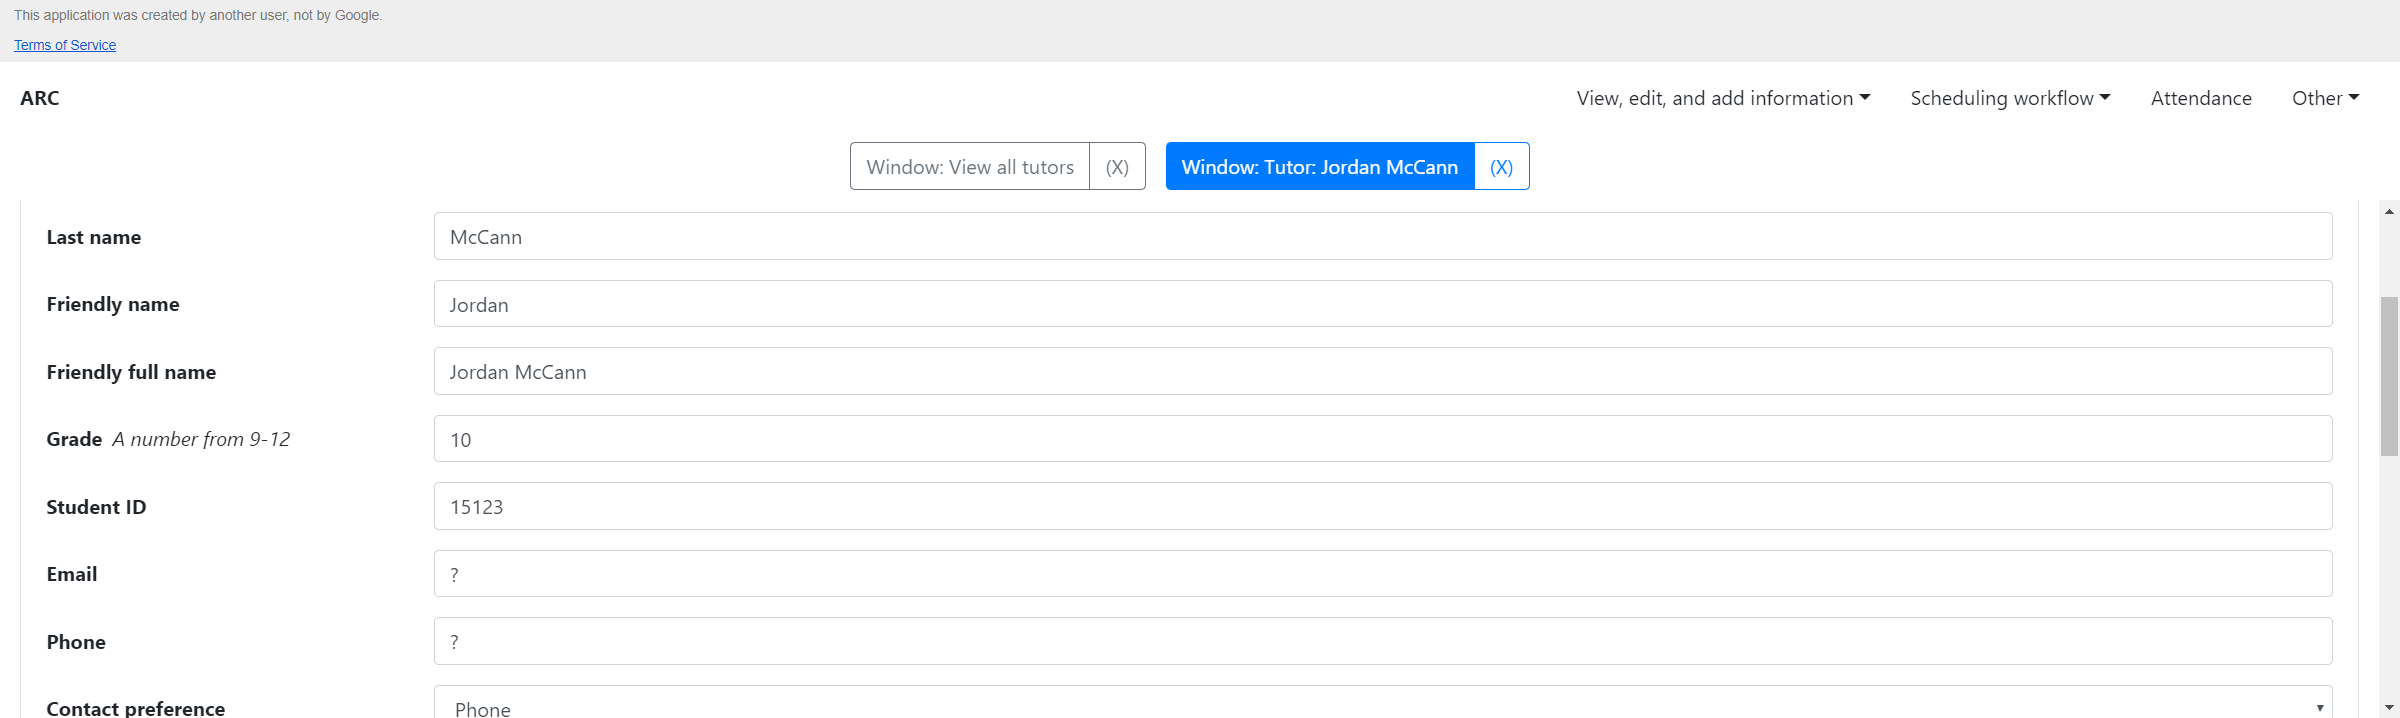 This application was created by another user, not by Google.
Terms of Service
ARC
View, edit, and add information
Scheduling workflow
Attendance
Other
Window: View all tutors (X)
Window: Tutor: Jordan McCann (X)
Last name McCann
Friendly name Jordan
Friendly full name Jordan McCann
Grade A number from 9-12 10
Student ID 15123
Email ?
Phone ?
Contact preference Phone